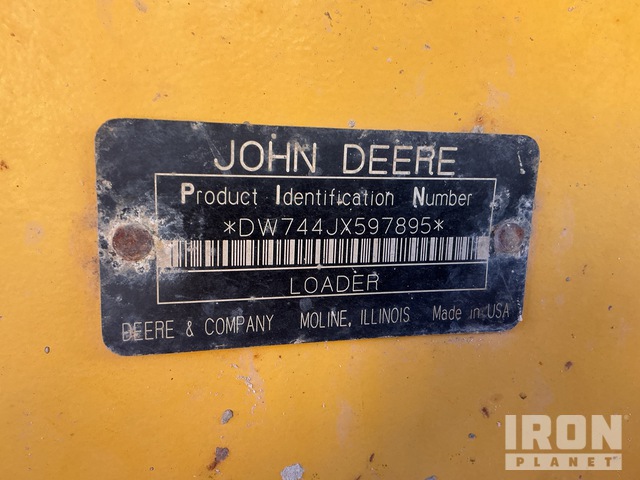 JOHN DEERE
Product Identification Number
*DW744JX597895*
LOADER
DEERE & COMPANY MOLINE, ILLINOIS Made in USA
IRON
PLANET